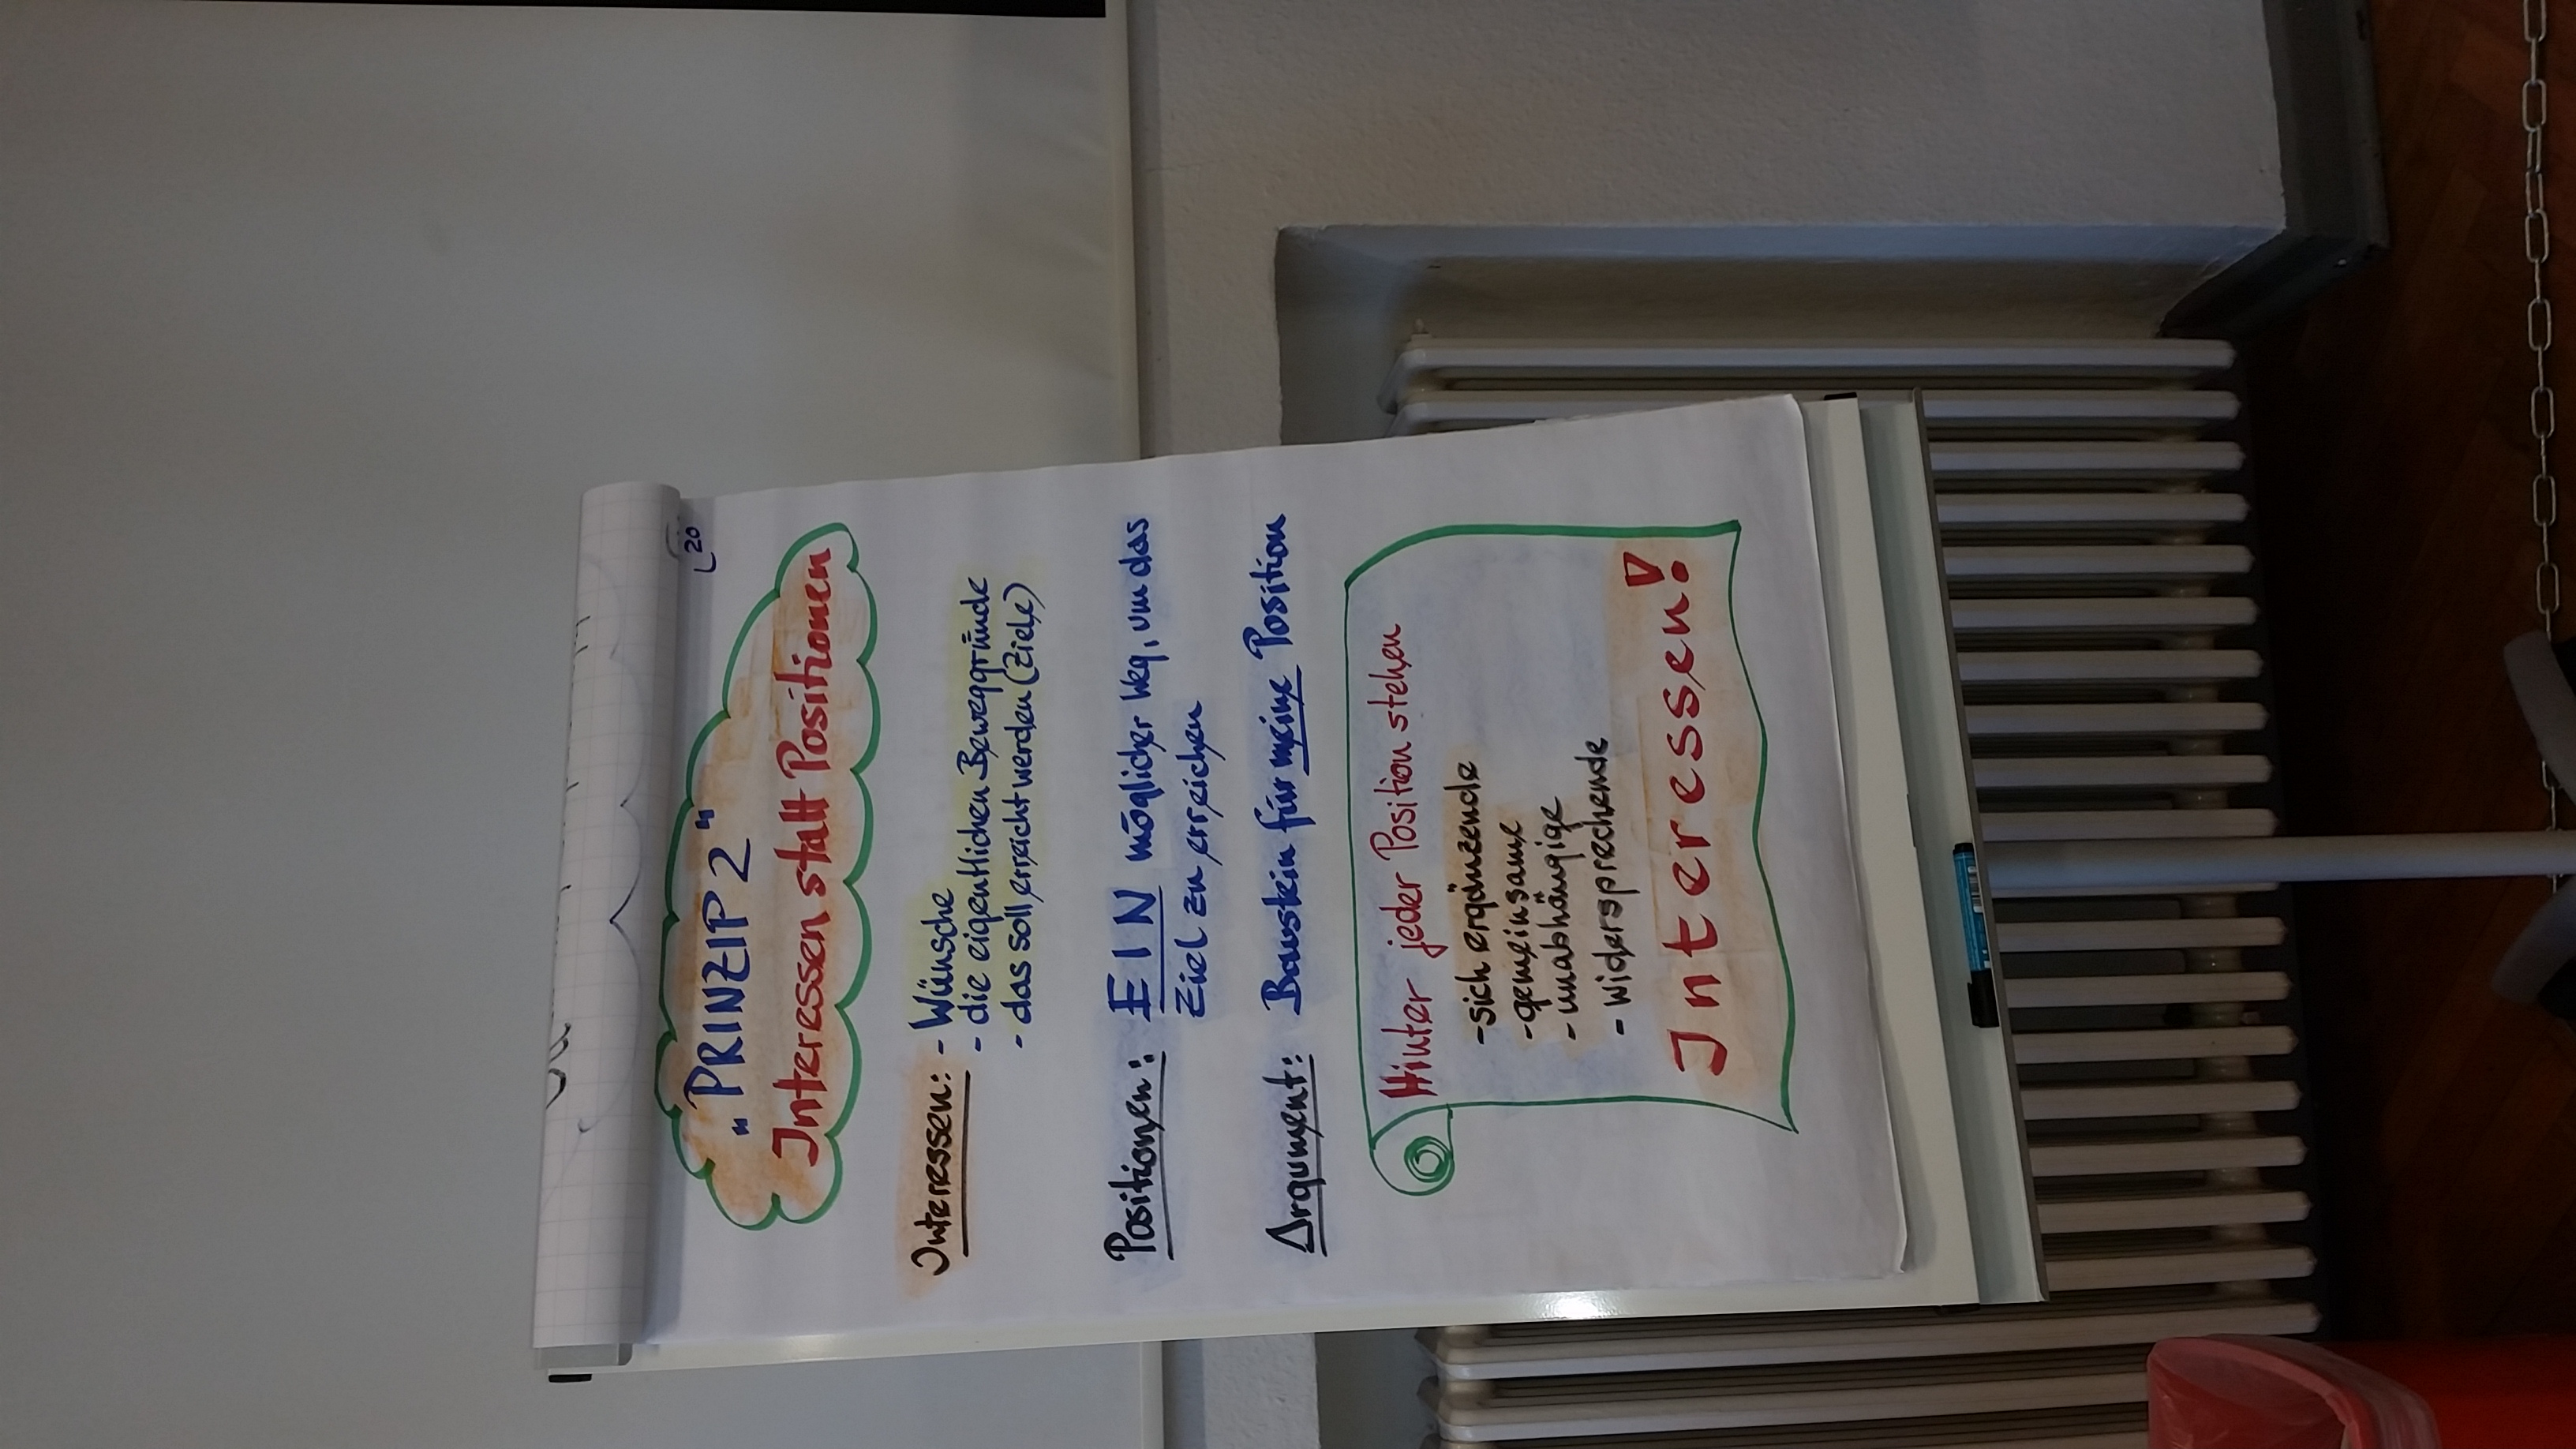 20
„PRINZIP 2"
Interessen statt Positionen
Interessen: - Wünsche
- die eigentlichen Beweggründe
- das soll erreicht werden (Ziele)
Positionen: EIN möglicher Weg, um das
Ziel zu erreichen
Argument: Baustein für meine Position
Hinter jeder Position stehen
- sich ergänzende
- gemeinsame
- unabhängige
- widersprechende
Interessen!